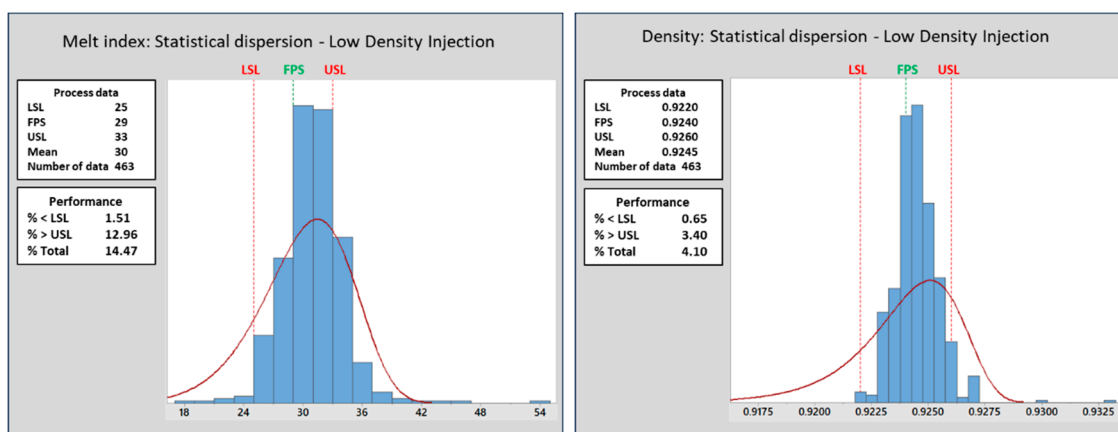 Melt index: Statistical dispersion - Low Density Injection
LSL FPS USL
Process data
LSL 25
FPS 29
USL 33
Mean 30
Number of data 463
Performance
% < LSL 1.51
% > USL 12.96
% Total 14.47
18 24 30 36 42 48 54
Density: Statistical dispersion - Low Density Injection
LSL FPS USL
Process data
LSL 0.9220
FPS 0.9240
USL 0.9260
Mean 0.9245
Number of data 463
Performance
% < LSL 0.65
% > USL 3.40
% Total 4.10
0.9175 0.9200 0.9225 0.9250 0.9275 0.9300 0.9325